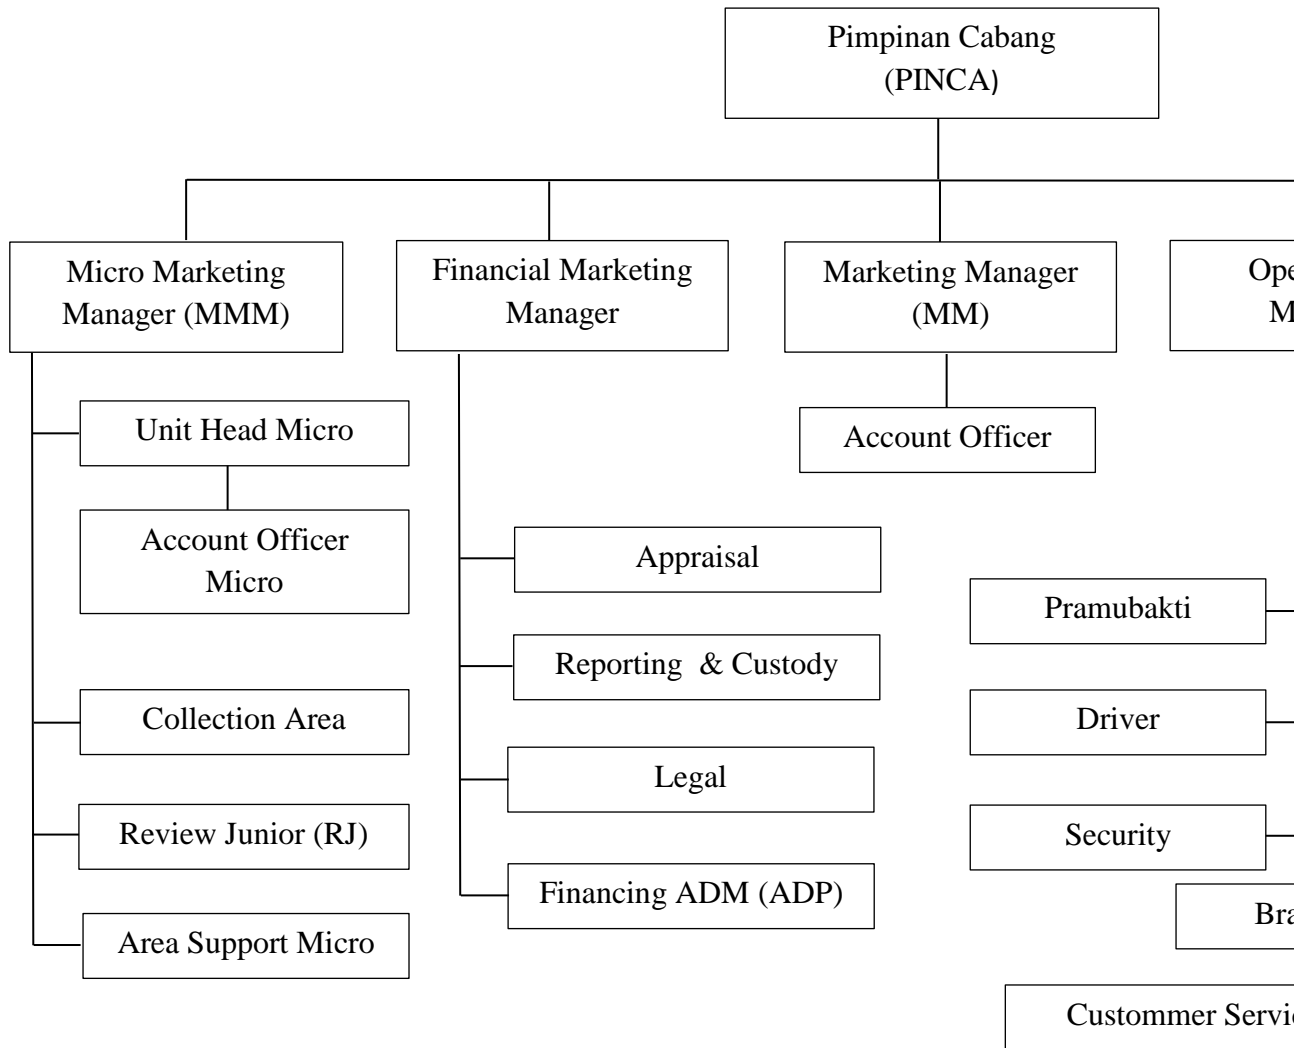 Pimpinan Cabang
(PINCA)
Micro Marketing
Manager (MMM)
Financial Marketing
Manager
Marketing Manager
(MM)
Unit Head Micro
Account Officer
Account Officer
Micro
Appraisal
Pramubakti
Reporting & Custody
Collection Area
Driver
Legal
Review Junior (RJ)
Security
Financing ADM (ADP)
Area Support Micro
Custommer